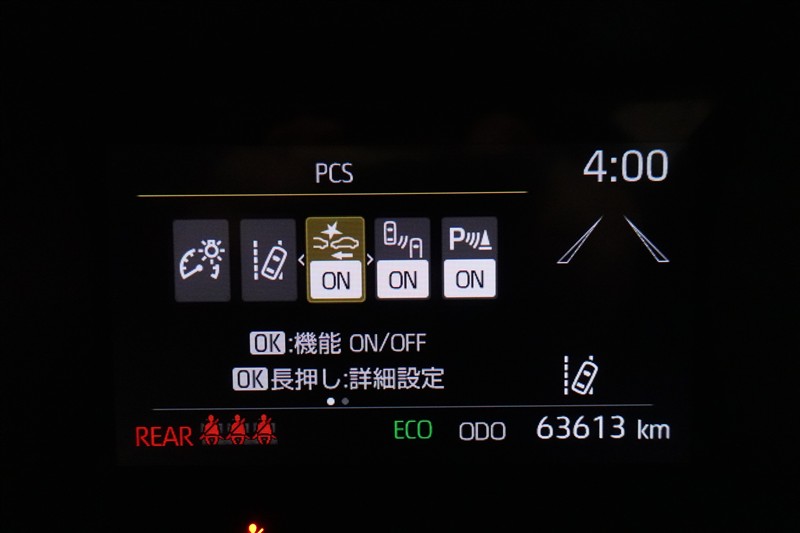 PCS
4:00
ON ON P ON
OK:機能 ON/OFF
OK長押し:詳細設定
REAR ECO ODO 63613 km